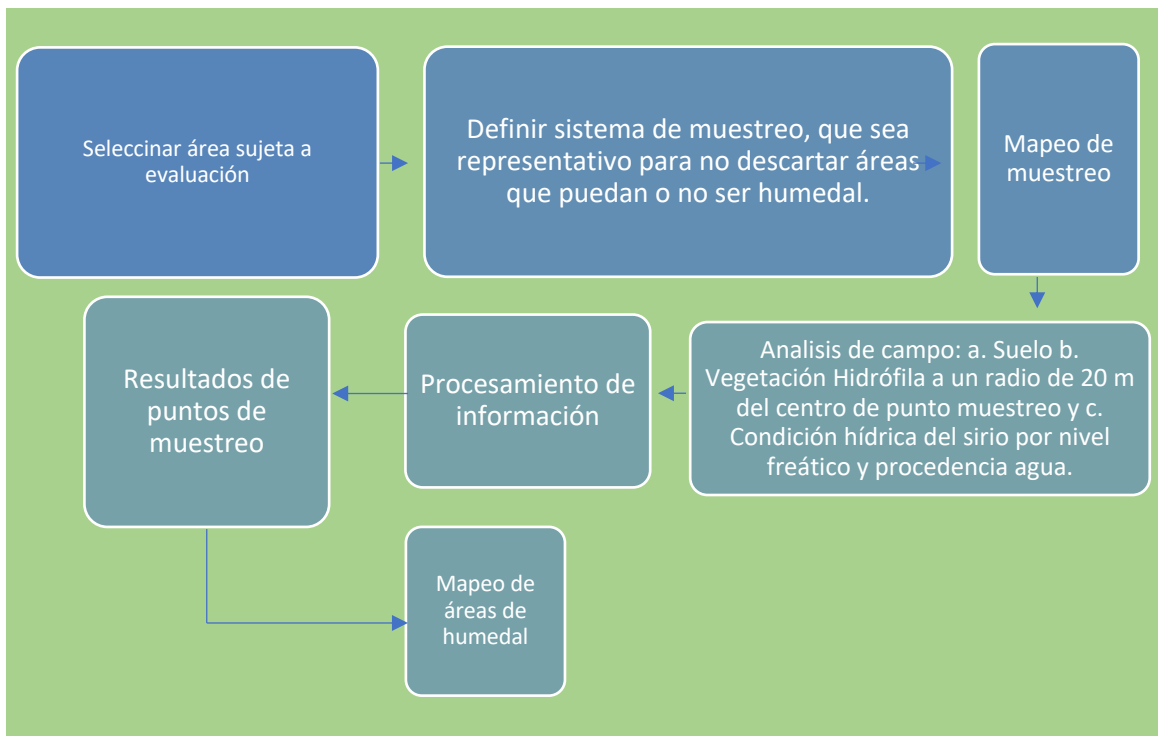 Seleccinar área sujeta a
evaluación
Definir sistema de muestreo, que sea
representativo para no descartar áreas
que puedan o no ser humedal.
Mapeo de
muestreo
Analisis de campo: a. Suelo b.
Vegetación Hidrófila a un radio de 20 m
del centro de punto muestreo y c.
Condición hídrica del sirio por nivel
freático y procedencia agua.
Procesamiento de
información
Resultados de
puntos de
muestreo
Mapeo de
áreas de
humedal